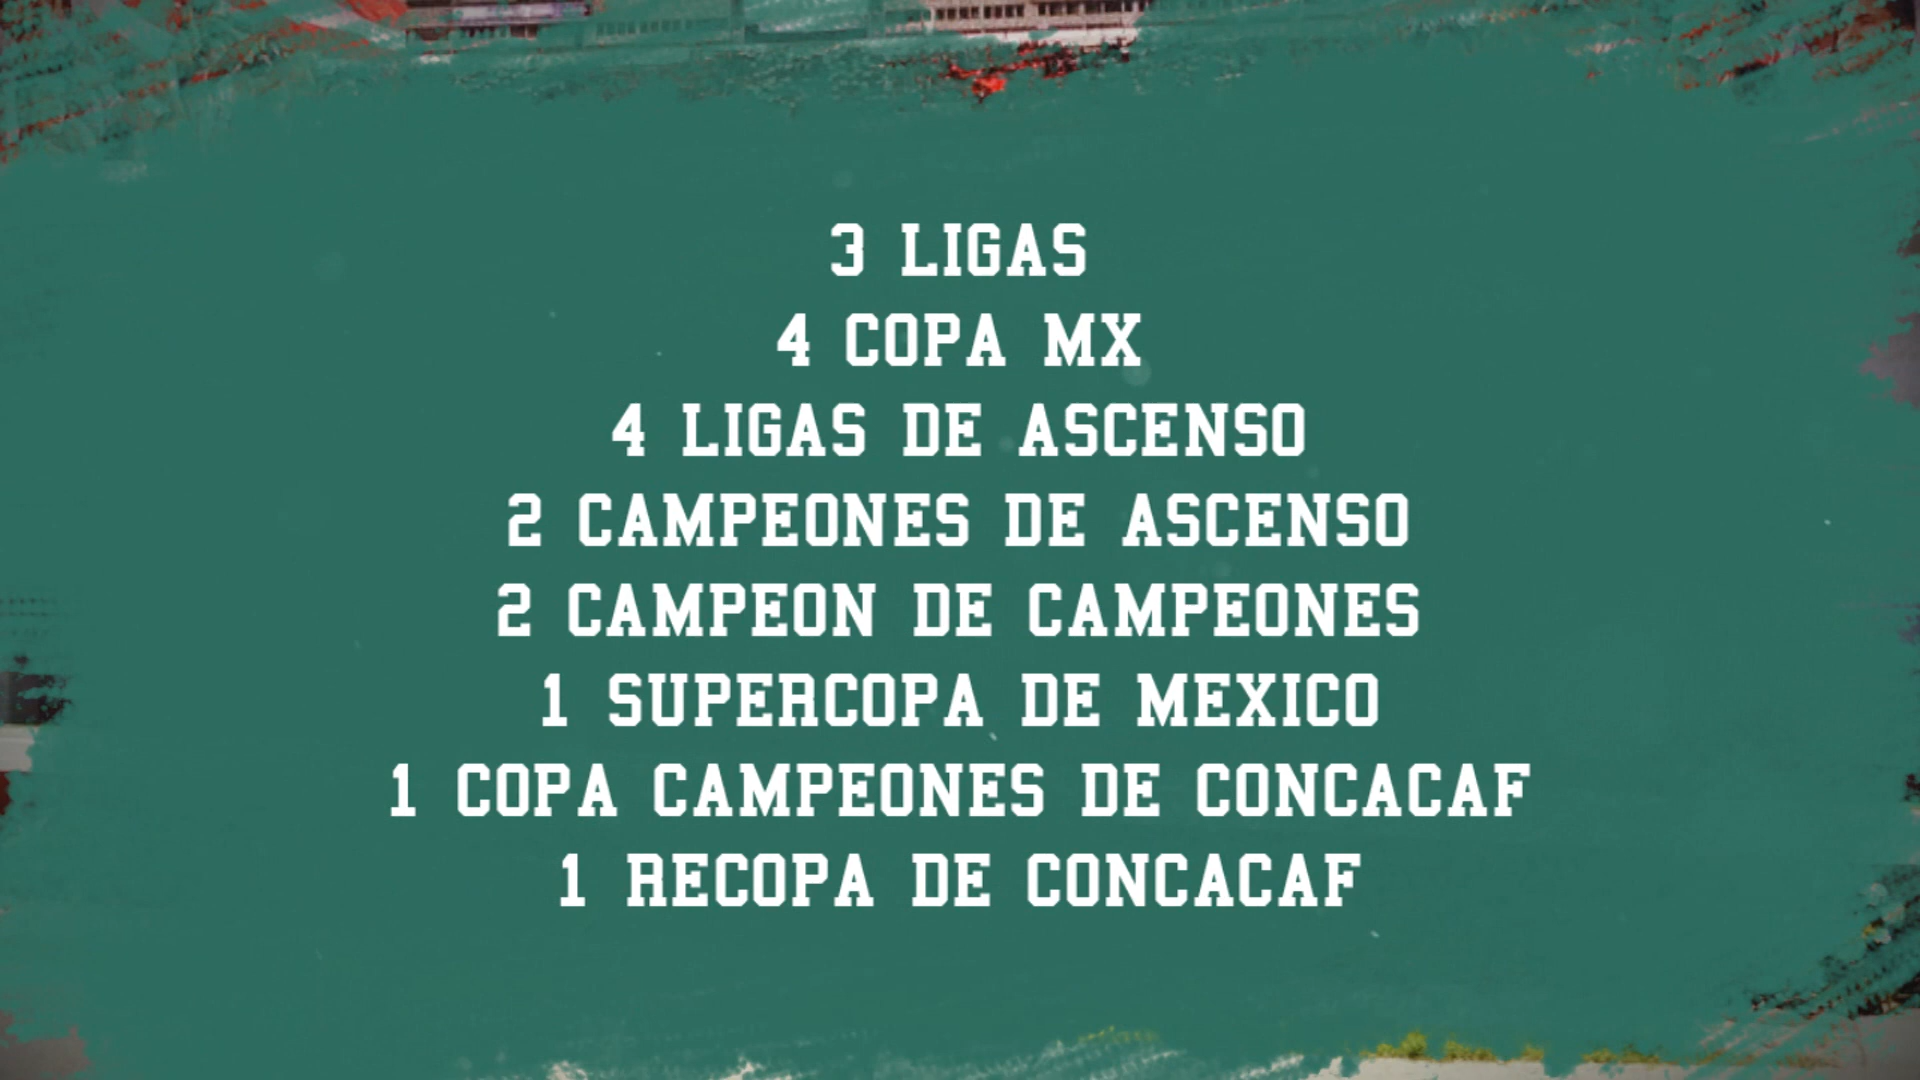 3 LIGAS
4 COPA MX
4 LIGAS DE ASCENSO
2 CAMPEONES DE ASCENSO
2 CAMPEON DE CAMPEONES
1 SUPERCOPA DE MEXICO
1 COPA CAMPEONES DE CONCACAF
1 RECOPA DE CONCACAF